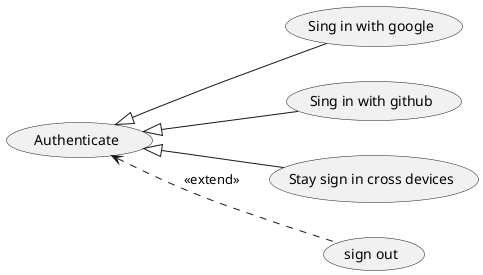 Sing in with google
Sing in with github
Authenticate
Stay sign in cross devices
«extend»
sign out